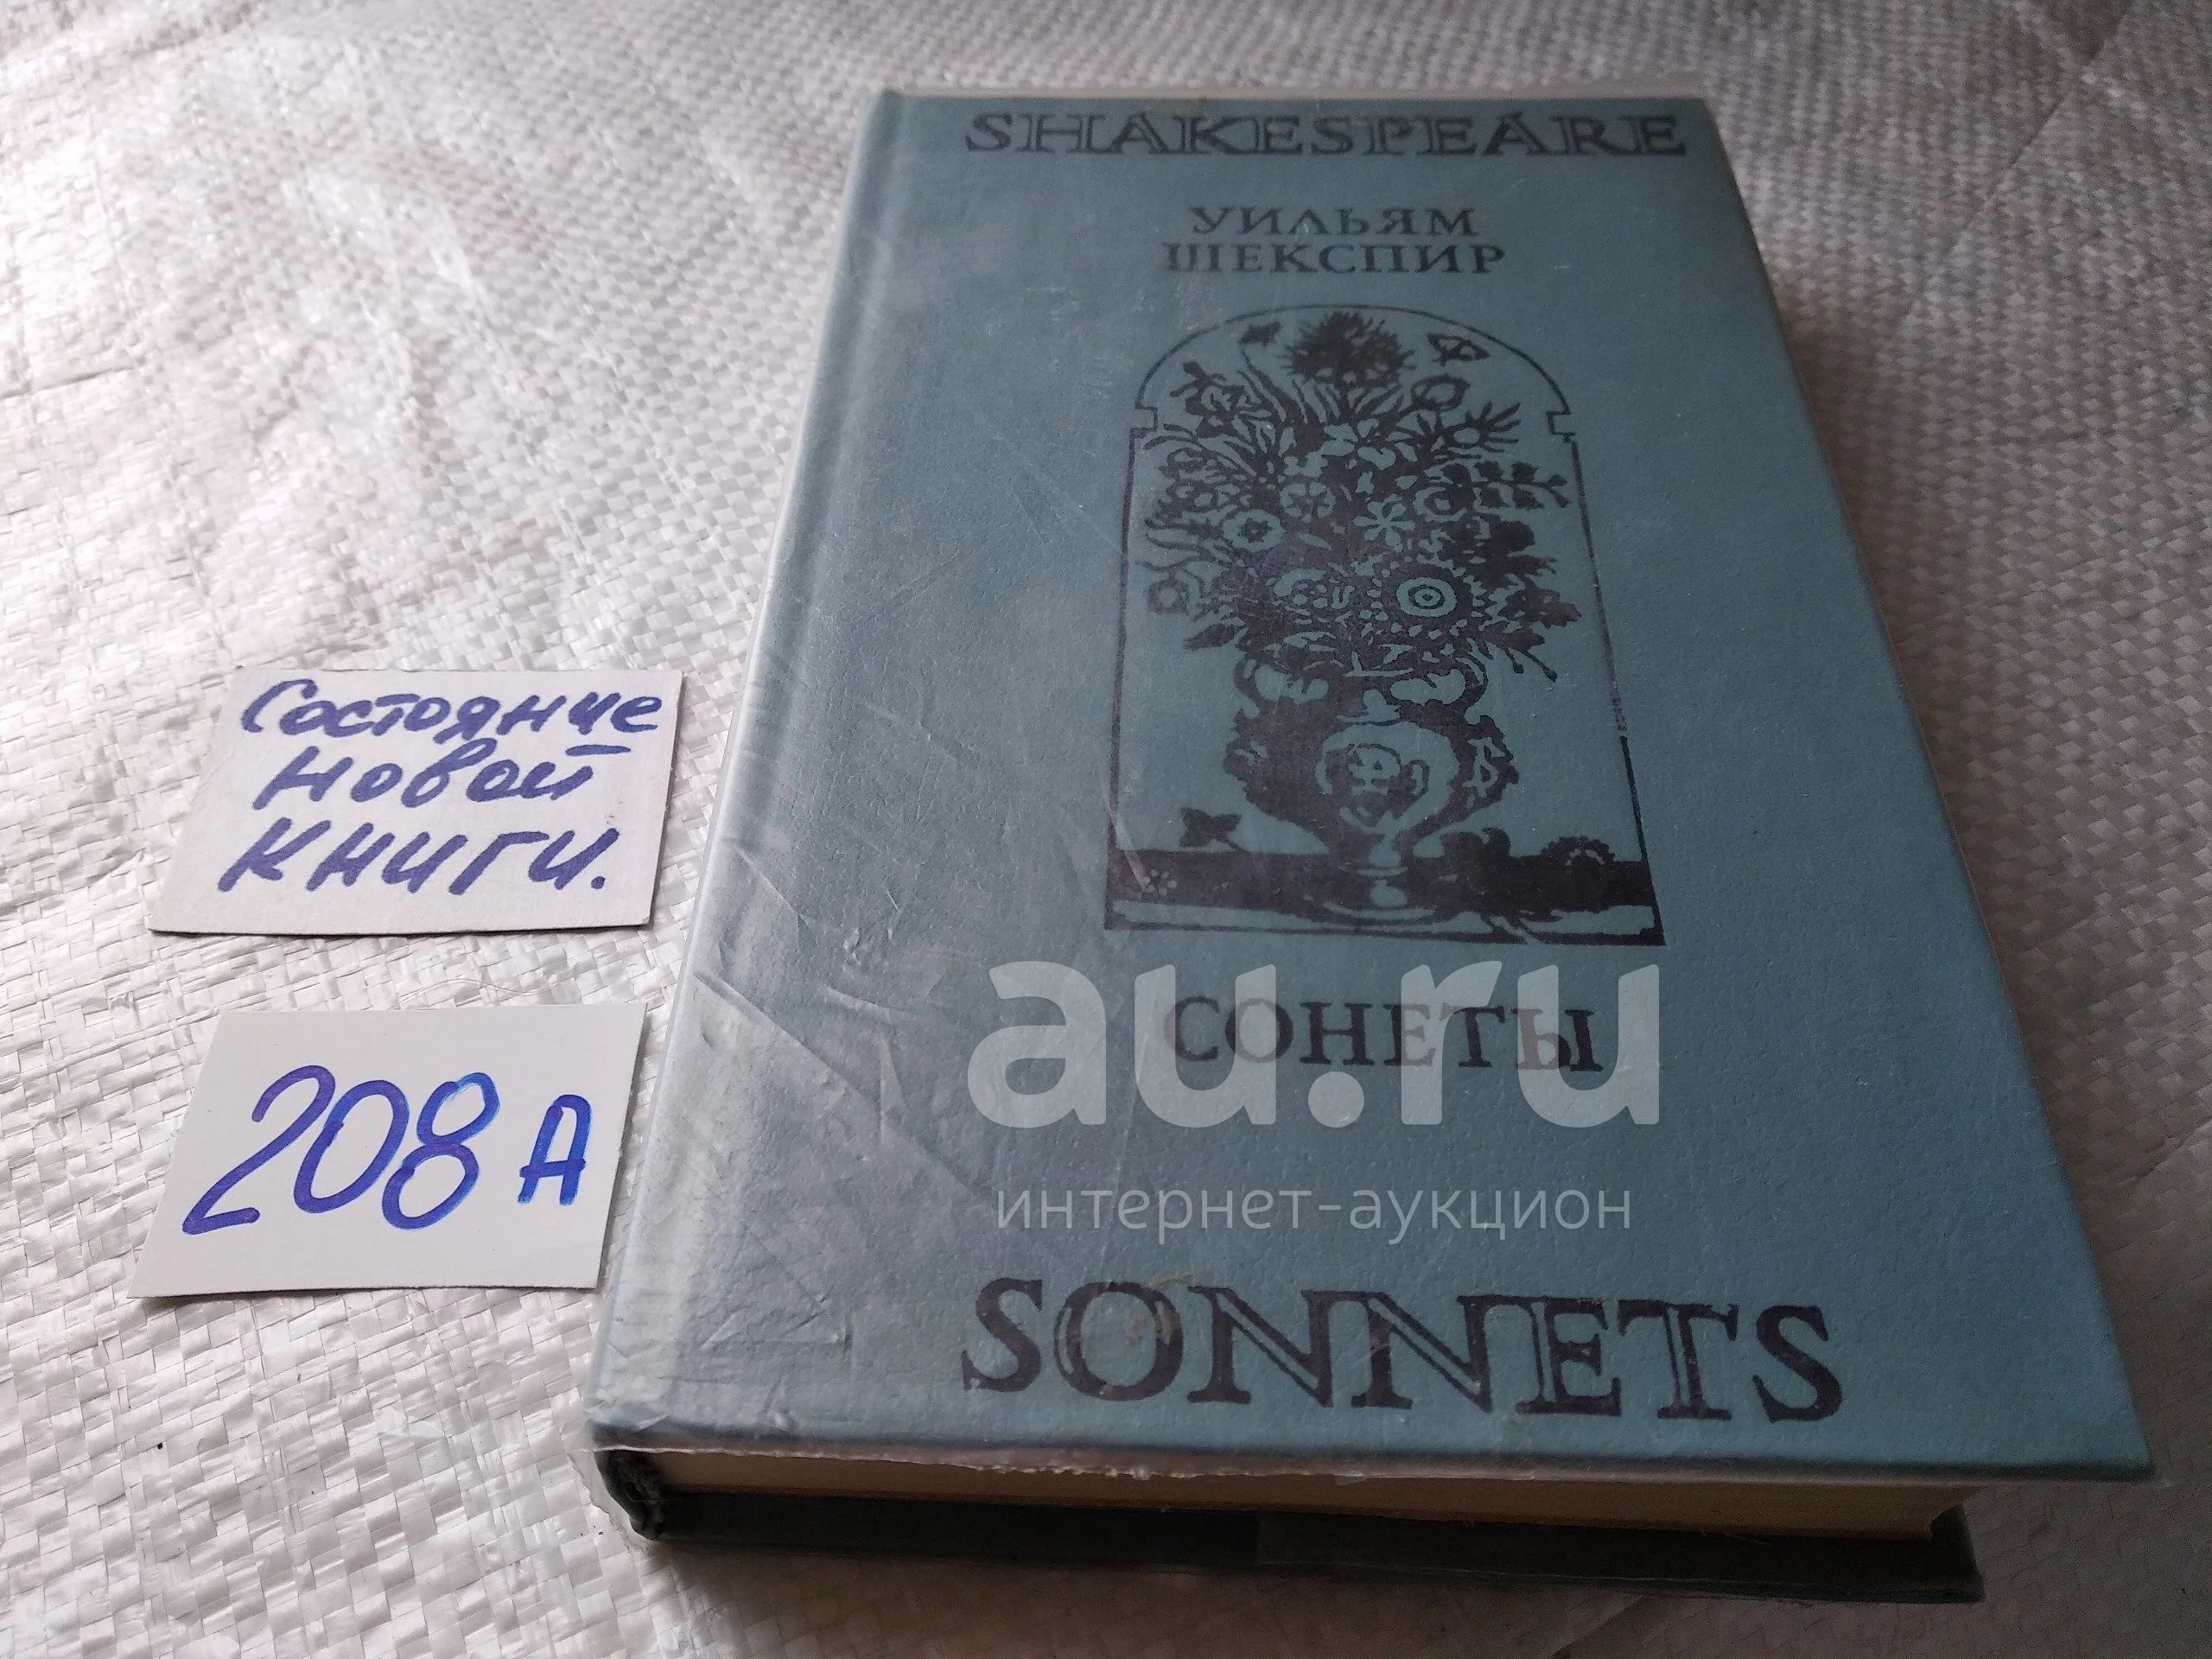 SHAKESPEARE
УИЛЬЯМ
ШЕКСПИР
Состояние
новой
книги.
208 А
СОНЕТЫ
au.ru
интернет-аукцион
SONNETS